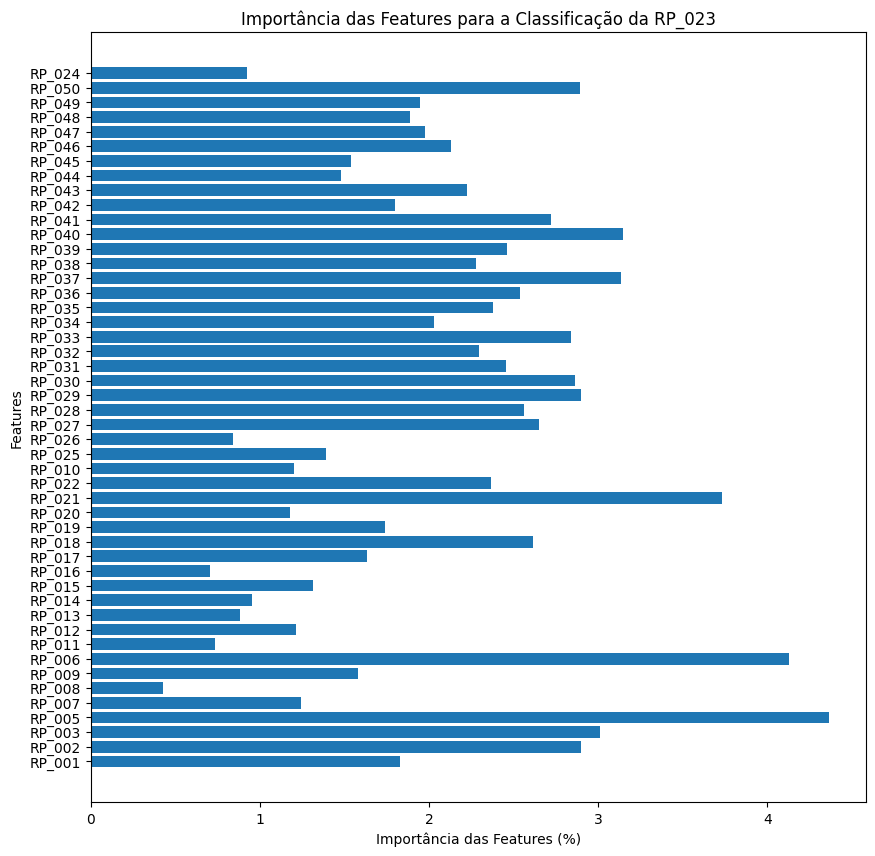 Importância das Features para a Classificação da RP_023
RP_024
RP_050
RP_049
RP_048
RP_047
RP_046
RP_045
RP_044
RP_043
RP_042
RP_041
RP_040
RP_039
RP_038
RP_037
RP_036
RP_035
RP_034
RP_033
RP_032
RP_031
RP_030
RP_029
RP_028
RP_027
RP_026
RP_025
RP_010
RP_022
RP_021
RP_020
RP_019
RP_018
RP_017
RP_016
RP_015
RP_014
RP_013
RP_012
RP_011
RP_006
RP_009
RP_008
RP_007
RP_005
RP_003
RP_002
RP_001
Features
0 1 2 3 4
Importância das Features (%)